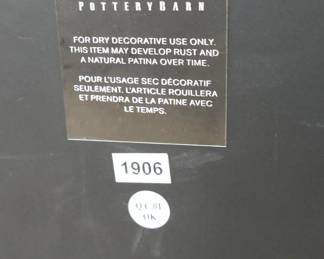 POTTERYBARN
FOR DRY DECORATIVE USE ONLY.
THIS ITEM MAY DEVELOP RUST AND
A NATURAL PATINA OVER TIME.
POUR L'USAGE SEC DÉCORATIF
SEULEMENT. L'ARTICLE ROUILLERA
ET PRENDRA DE LA PATINE AVEC
LE TEMPS.
1906
Q.C.01
OK